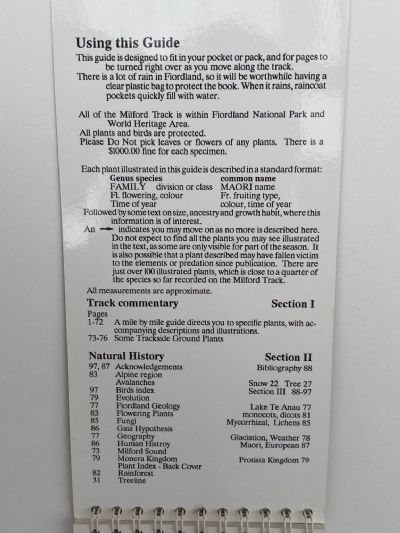 Using this Guide
This guide is designed to fit in your pocket or pack, and for pages to
be turned right over as you move along the track.
There is a lot of rain in Fiordland, so it will be worthwhile having a
clear plastic bag to protect the book. When it rains, raincoat
pockets quickly fill with water.
All of the Milford Track is within Fiordland National Park and
World Heritage Area.
All plants and birds are protected.
Please Do Not pick leaves or flowers of any plants. There is a
$1000.00 fine for each specimen.
Each plant illustrated in this guide is described in a standard format:
Genus species common name
FAMILY division or class MAORI name
Fl. flowering, colour Fr. fruiting type,
Time of year colour, time of year
Followed by some text on size, ancestry and growth habit, where this
information is of interest.
An → indicates you may move on as no more is described here.
Do not expect to find all the plants you may see illustrated
in the text, as some are only visible for part of the season. It
is also possible that a plant described may have fallen victim
to the elements or predation since publication. There are
just over 100 illustrated plants, which is close to a quarter of
the species so far recorded on the Milford Track.
All measurements are approximate.
Track commentary Section I
Pages
1-72 A mile by mile guide directs you to specific plants, with ac-
companying descriptions and illustrations.
73-76 Some Trackside Ground Plants
Natural History Section II
97, 87 Acknowledgements Bibliography 88
83 Alpine region
Avalanches Snow 22 Tree 27
97 Birds index Section III 88-97
79 Evolution
77 Fiordland Geology Lake Te Anau 77
83 Flowering Plants monocots, dicots 81
85 Fungi Mycorrhizal, Lichens 85
86 Gaia Hypothesis
77 Geography Glaciation, Weather 78
86 Human Histroy Maori, European 87
73 Milford Sound
79 Monera Kingdom Protista Kingdom 79
Plant Index - Back Cover
82 Rainforest
31 Treeline